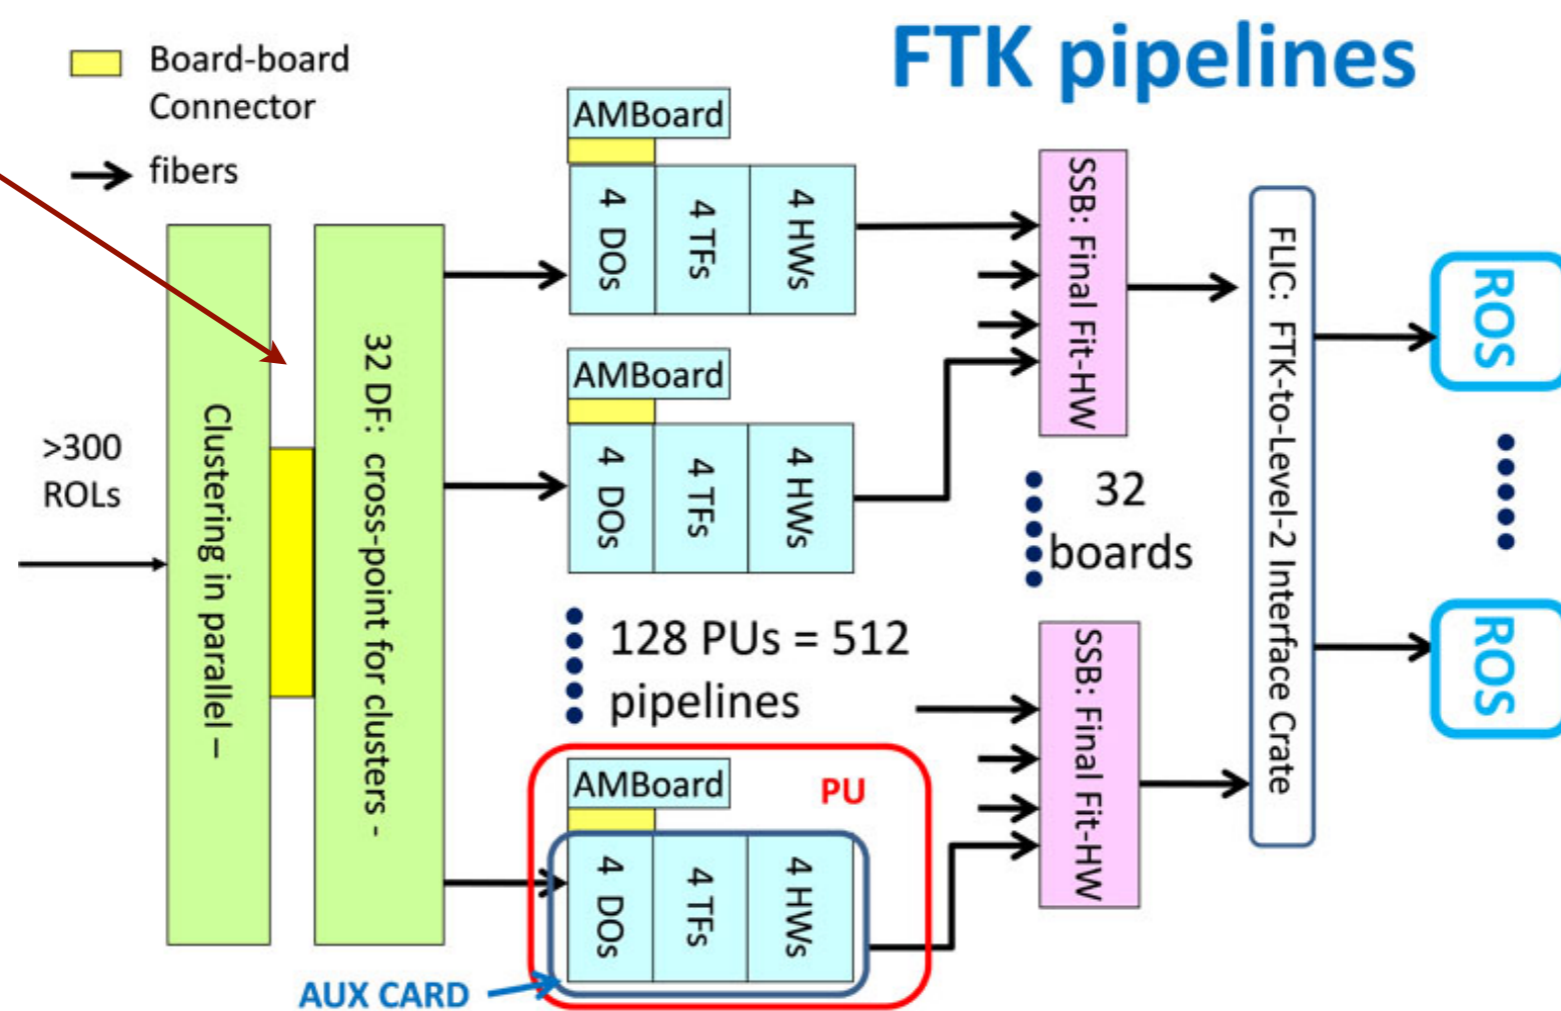 FTK pipelines
Board-board
Connector
fibers
>300
ROLs
Clustering in parallel –
32 DF:  cross-point for clusters -
AMBoard
4 DOs
4 TFs
4 HWs
AMBoard
4 DOs
4 TFs
4 HWs
128 PUs = 512
pipelines
AMBoard
PU
4 DOs
4 TFs
4 HWs
AUX CARD
SSB: Final Fit-HW
32
boards
SSB: Final Fit-HW
FLIC:  FTK-to-Level-2 Interface Crate
ROS
ROS